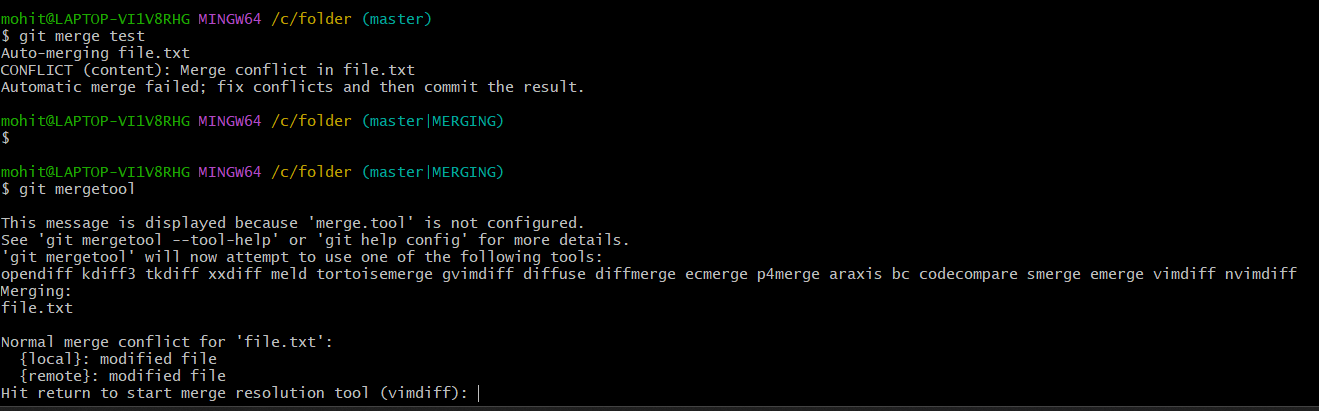 mohit@LAPTOP-VI1V8RHG MINGW64 /c/folder (master)
$ git merge test
Auto-merging file.txt
CONFLICT (content): Merge conflict in file.txt
Automatic merge failed; fix conflicts and then commit the result.
mohit@LAPTOP-VI1V8RHG MINGW64 /c/folder (master|MERGING)
$
mohit@LAPTOP-VI1V8RHG MINGW64 /c/folder (master|MERGING)
$ git mergetool
This message is displayed because 'merge.tool' is not configured.
See 'git mergetool --tool-help' or 'git help config' for more details.
'git mergetool' will now attempt to use one of the following tools:
opendiff kdiff3 tkdiff xxdiff meld tortoisemerge gvimdiff diffuse diffmerge ecmerge p4merge araxis bc codecompare smerge emerge vimdiff nvimdiff
Merging:
file.txt
Normal merge conflict for 'file.txt':
  {local}: modified file
  {remote}: modified file
Hit return to start merge resolution tool (vimdiff):